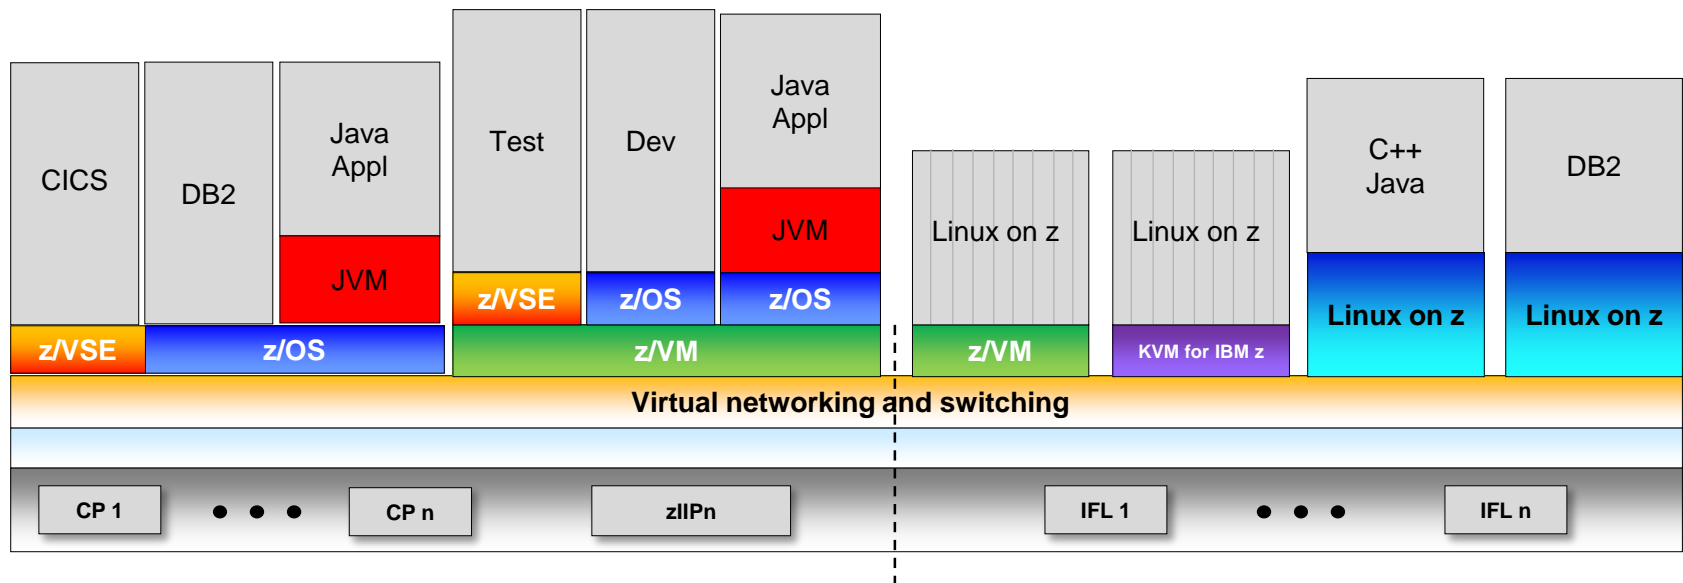 CICS
DB2
Java
Appl
JVM
z/VSE
z/OS
Test
Dev
Java
Appl
JVM
z/VSE
z/OS
z/OS
z/VM
Linux on z
z/VM
Linux on z
KVM for IBM z
C++
Java
Linux on z
DB2
Linux on z
Virtual networking and switching
CP 1
CP n
zIIPn
IFL 1
IFL n